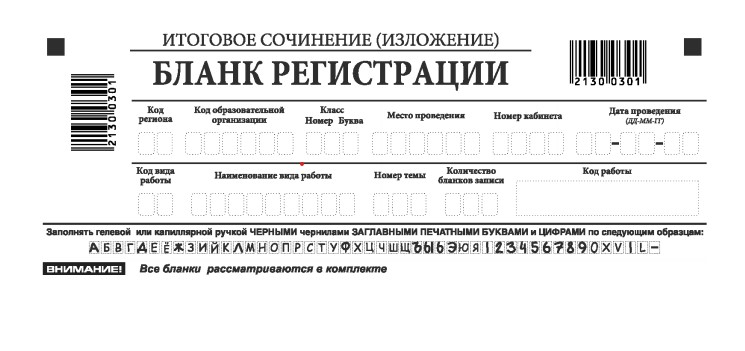 ИТОГОВОЕ СОЧИНЕНИЕ (ИЗЛОЖЕНИЕ)
БЛАНК РЕГИСТРАЦИИ
2130 0301
2130 0301
Код региона
Код образовательной организации
Класс
Номер Буква
Место проведения
Номер кабинета
Дата проведения
(ДД-ММ-ГГ)
- -
Код вида работы
Наименование вида работы
Номер темы
Количество бланков записи
Код работы
Заполнять гелевой или капиллярной ручкой ЧЕРНЫМИ чернилами ЗАГЛАВНЫМИ ПЕЧАТНЫМИ БУКВАМИ и ЦИФРАМИ по следующим образцам:
АБВГДЕЁЖЗИЙКЛМНОПРСТУФХЦЧШЩЪЫЬЭЮЯ1234567890XVIL-
ВНИМАНИЕ! Все бланки рассматриваются в комплекте